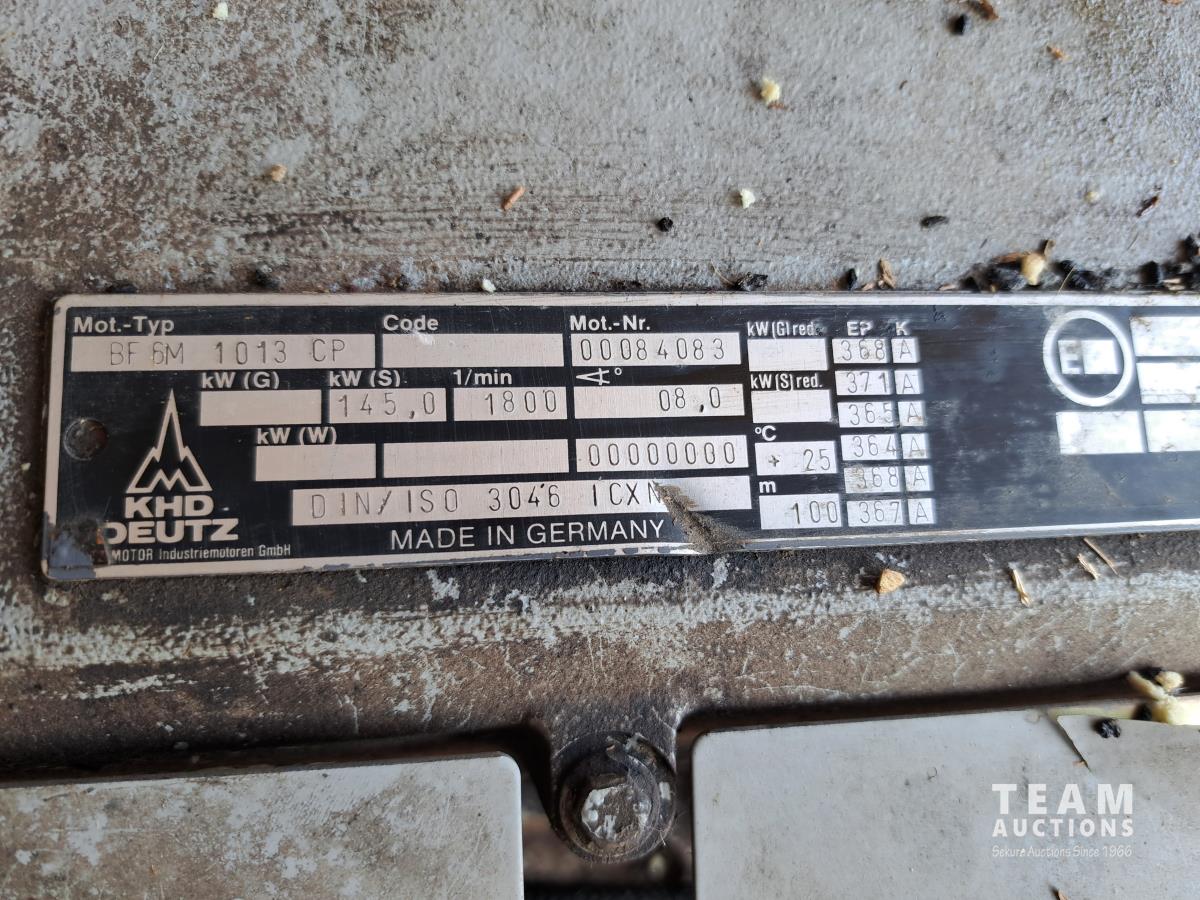 Mot.-Typ Code Mot.-Nr. kW(G)red. EP K
BF 6M 1013 CP 00084083 368 A
kW (G) kW (S) 1/min ° kW(S)red. 371 A
145,0 1800 08,0 365 A
kW (W) °C 364 A
00000000 + 25 368 A
DIN/ISO 3046 ICXN m
100 367 A
KHD
DEUTZ
MADE IN GERMANY
MOTOR Industriemotoren GmbH
E
TEAM
AUCTIONS
Sekure Auctions Since 1966